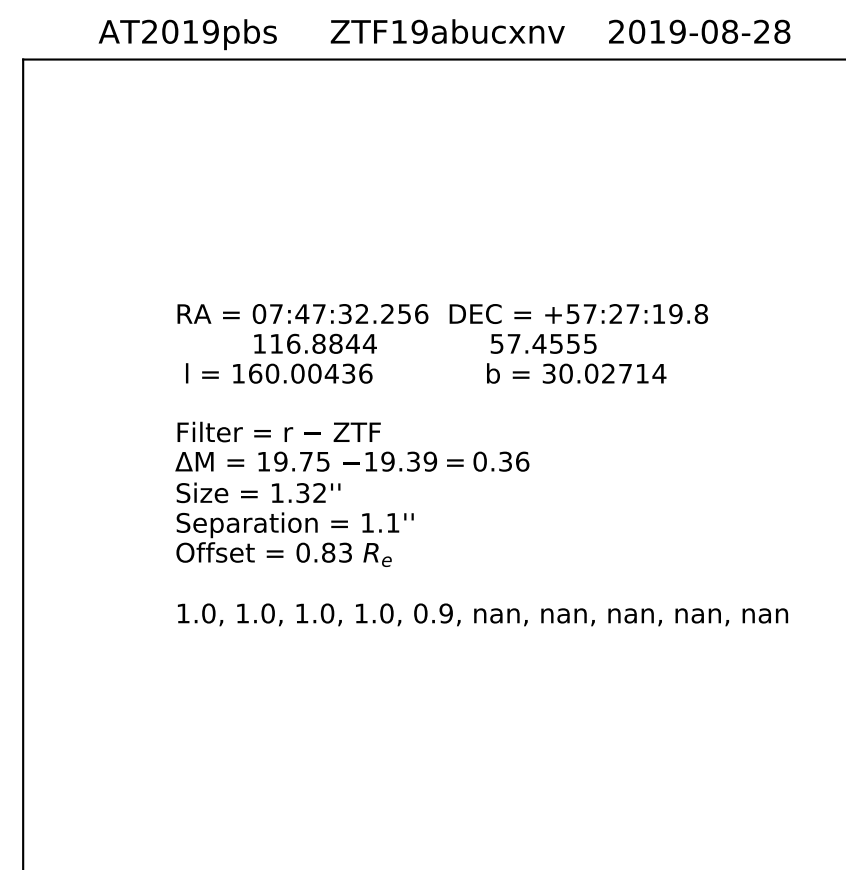 AT2019pbs ZTF19abucxnv 2019-08-28
RA = 07:47:32.256 DEC = +57:27:19.8
116.8844 57.4555
l = 160.00436 b = 30.02714
Filter = r − ZTF
ΔM = 19.75 −19.39 = 0.36
Size = 1.32''
Separation = 1.1''
Offset = 0.83 Rₑ
1.0, 1.0, 1.0, 1.0, 0.9, nan, nan, nan, nan, nan